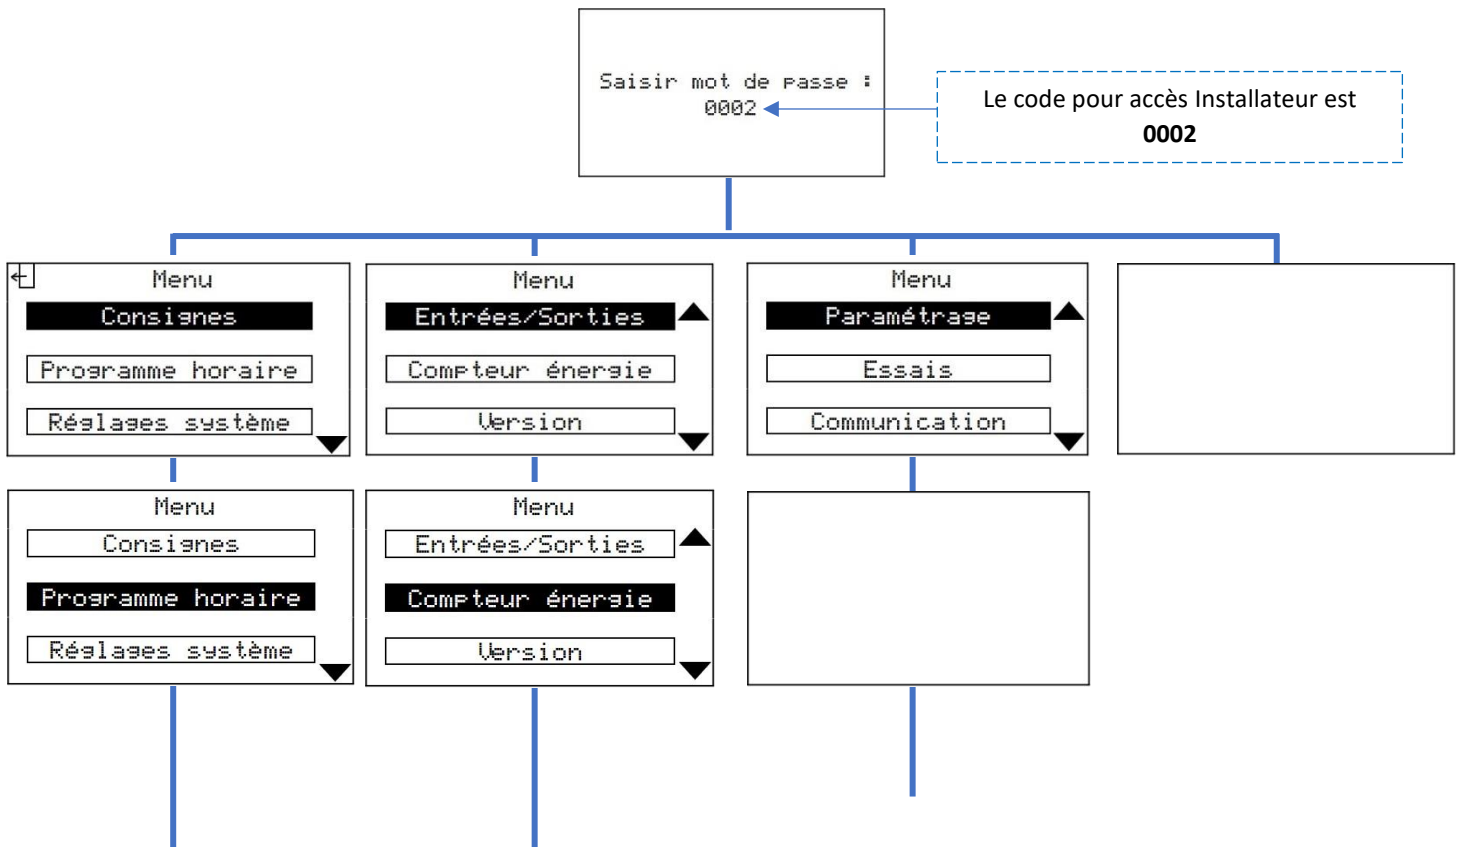 Saisir mot de passe :
0002
Le code pour accès Installateur est
0002
Menu
Consignes
Programme horaire
Réglages système
Menu
Entrées/Sorties
Compteur énergie
Version
Menu
Paramétrage
Essais
Communication
Menu
Consignes
Programme horaire
Réglages système
Menu
Entrées/Sorties
Compteur énergie
Version